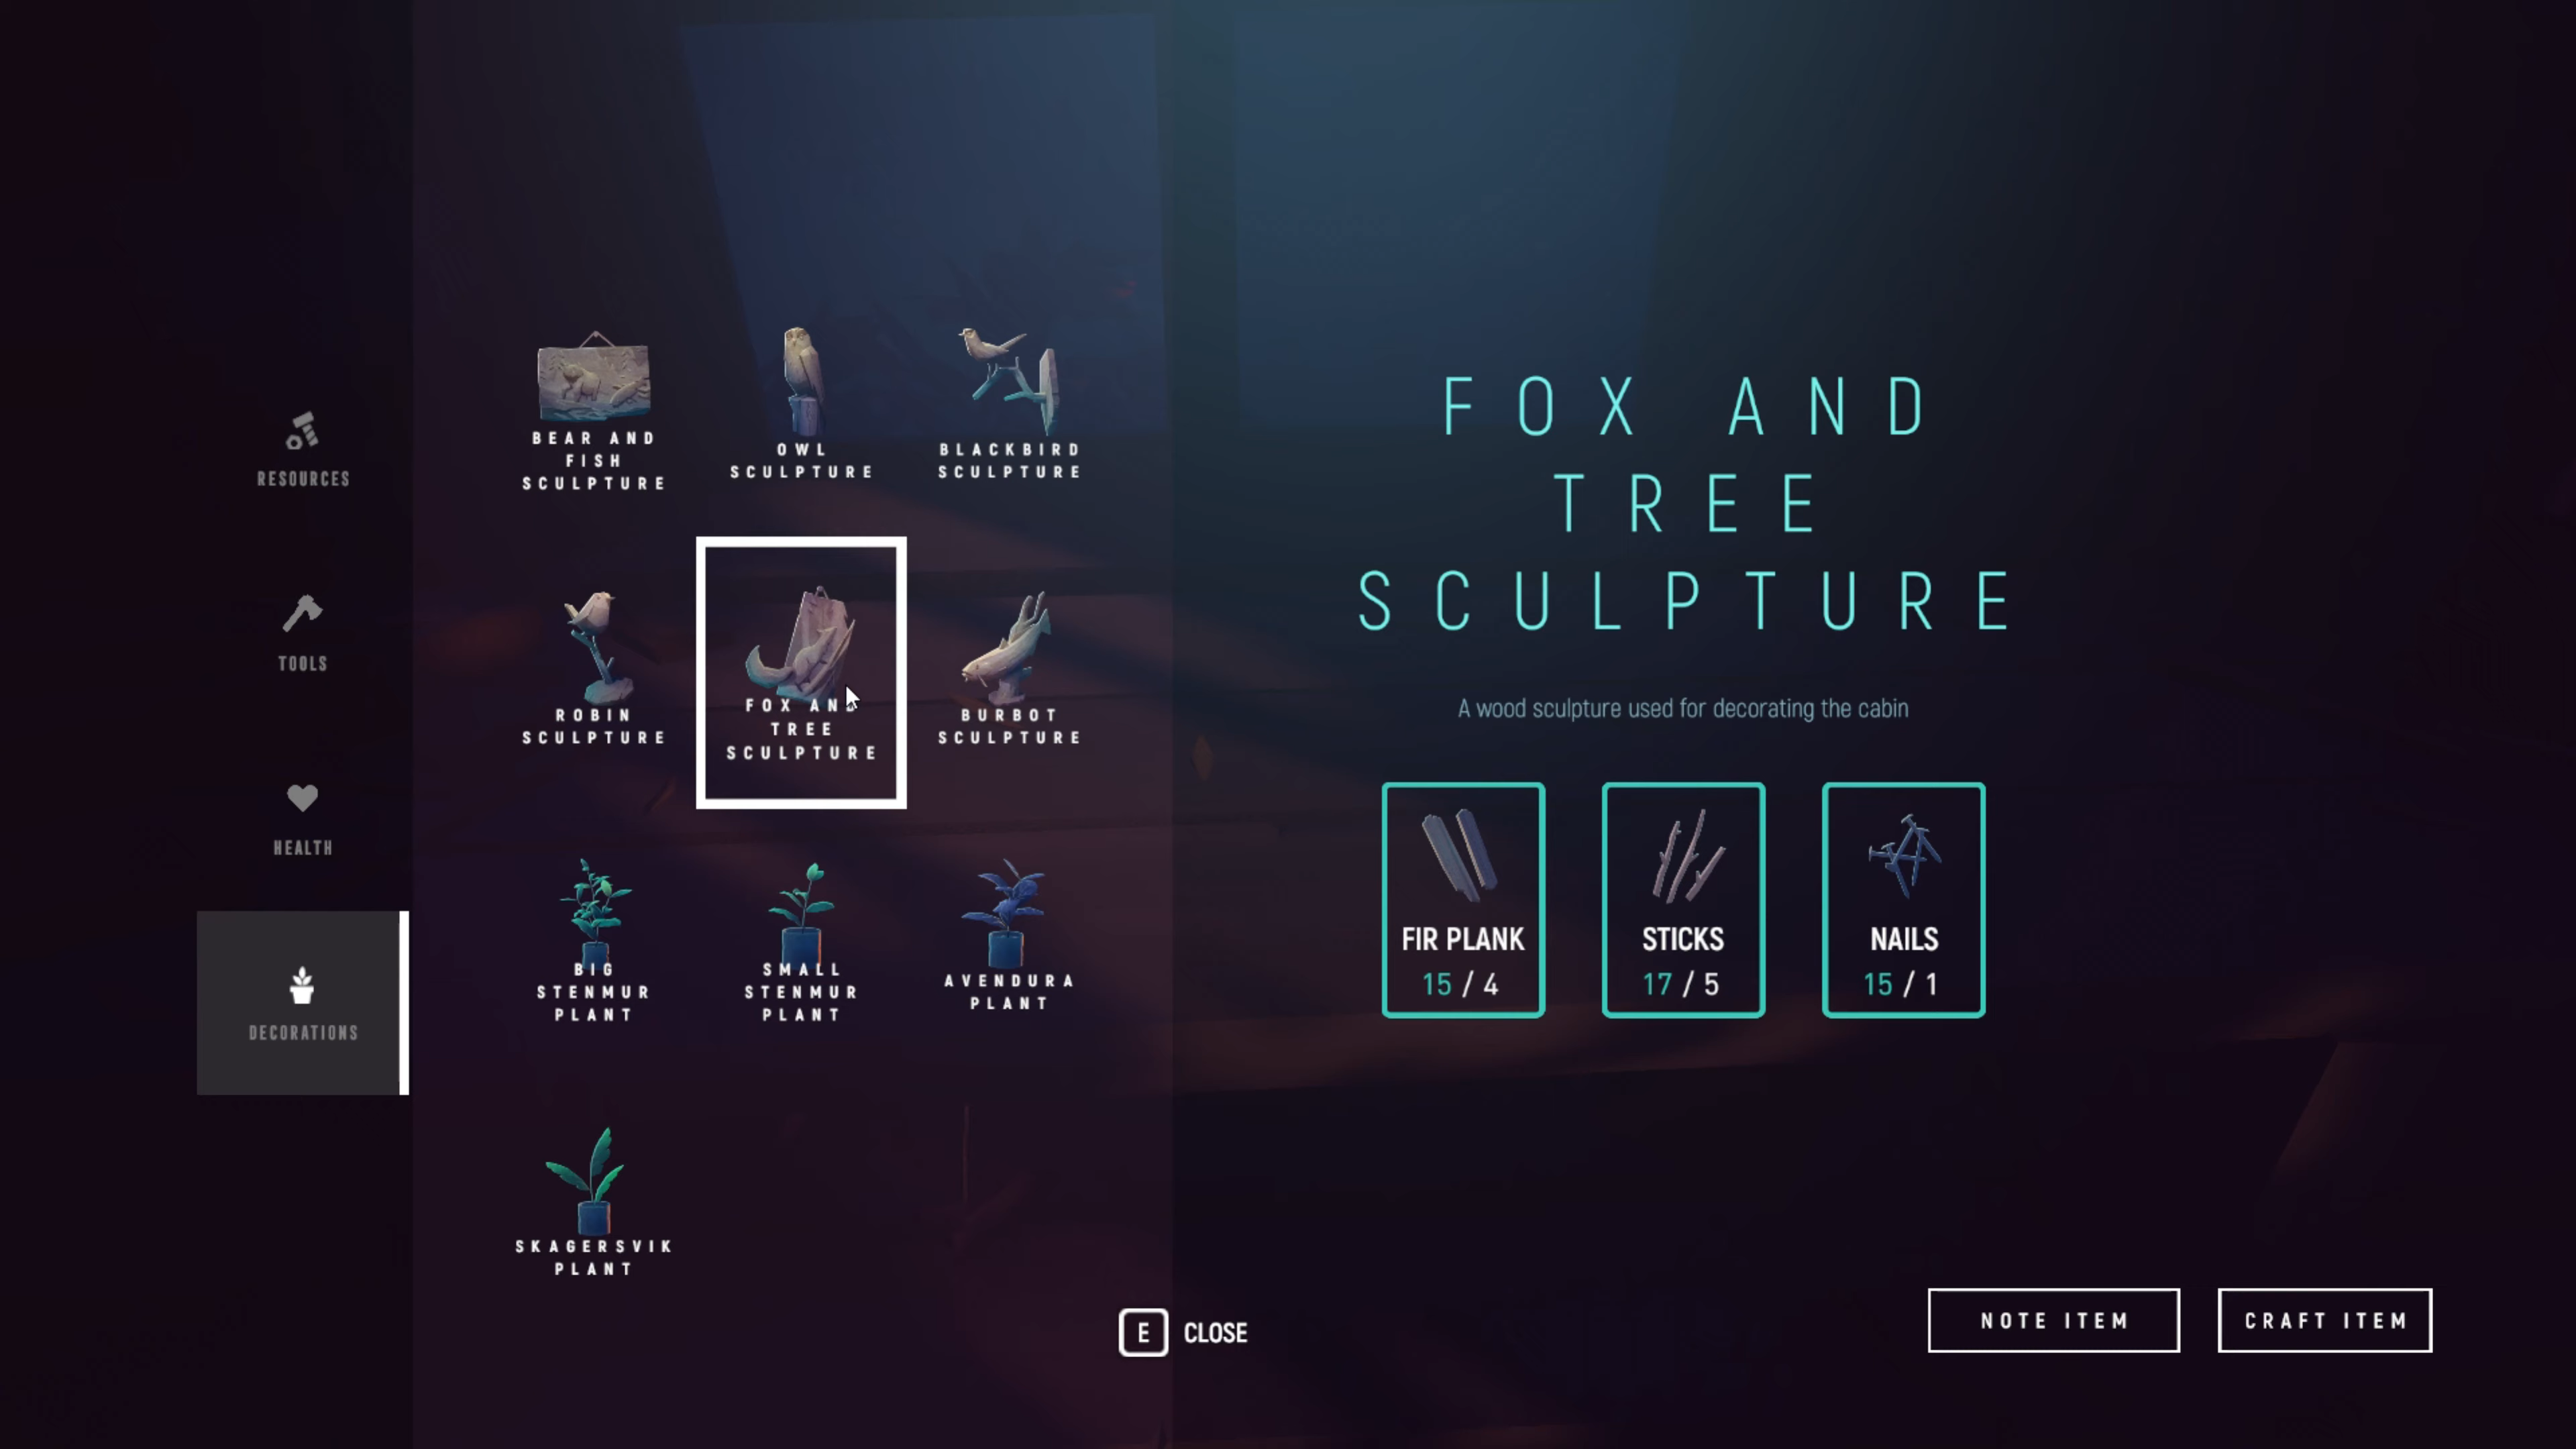 RESOURCES
TOOLS
HEALTH
DECORATIONS
BEAR AND
FISH
SCULPTURE
OWL
SCULPTURE
BLACKBIRD
SCULPTURE
ROBIN
SCULPTURE
FOX AND
TREE
SCULPTURE
BURBOT
SCULPTURE
BIG
STENMUR
PLANT
SMALL
STENMUR
PLANT
AVENDURA
PLANT
SKAGERSVIK
PLANT
FOX AND
TREE
SCULPTURE
A wood sculpture used for decorating the cabin
FIR PLANK
15 / 4
STICKS
17 / 5
NAILS
15 / 1
E CLOSE
NOTE ITEM
CRAFT ITEM